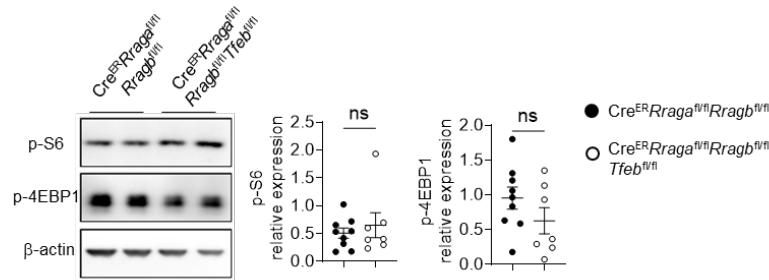 Cre^ER Rraga^fl/fl
Rragb^fl/fl
Cre^ER Rraga^fl/fl
Rragb^fl/fl Tfeb^fl/fl
p-S6
p-4EBP1
β-actin
ns
2.5
2.0
1.5
1.0
0.5
0.0
p-S6
relative expression
ns
2.0
1.5
1.0
0.5
0.0
p-4EBP1
relative expression
Cre^ER Rraga^fl/fl Rragb^fl/fl
Cre^ER Rraga^fl/fl Rragb^fl/fl
Tfeb^fl/fl